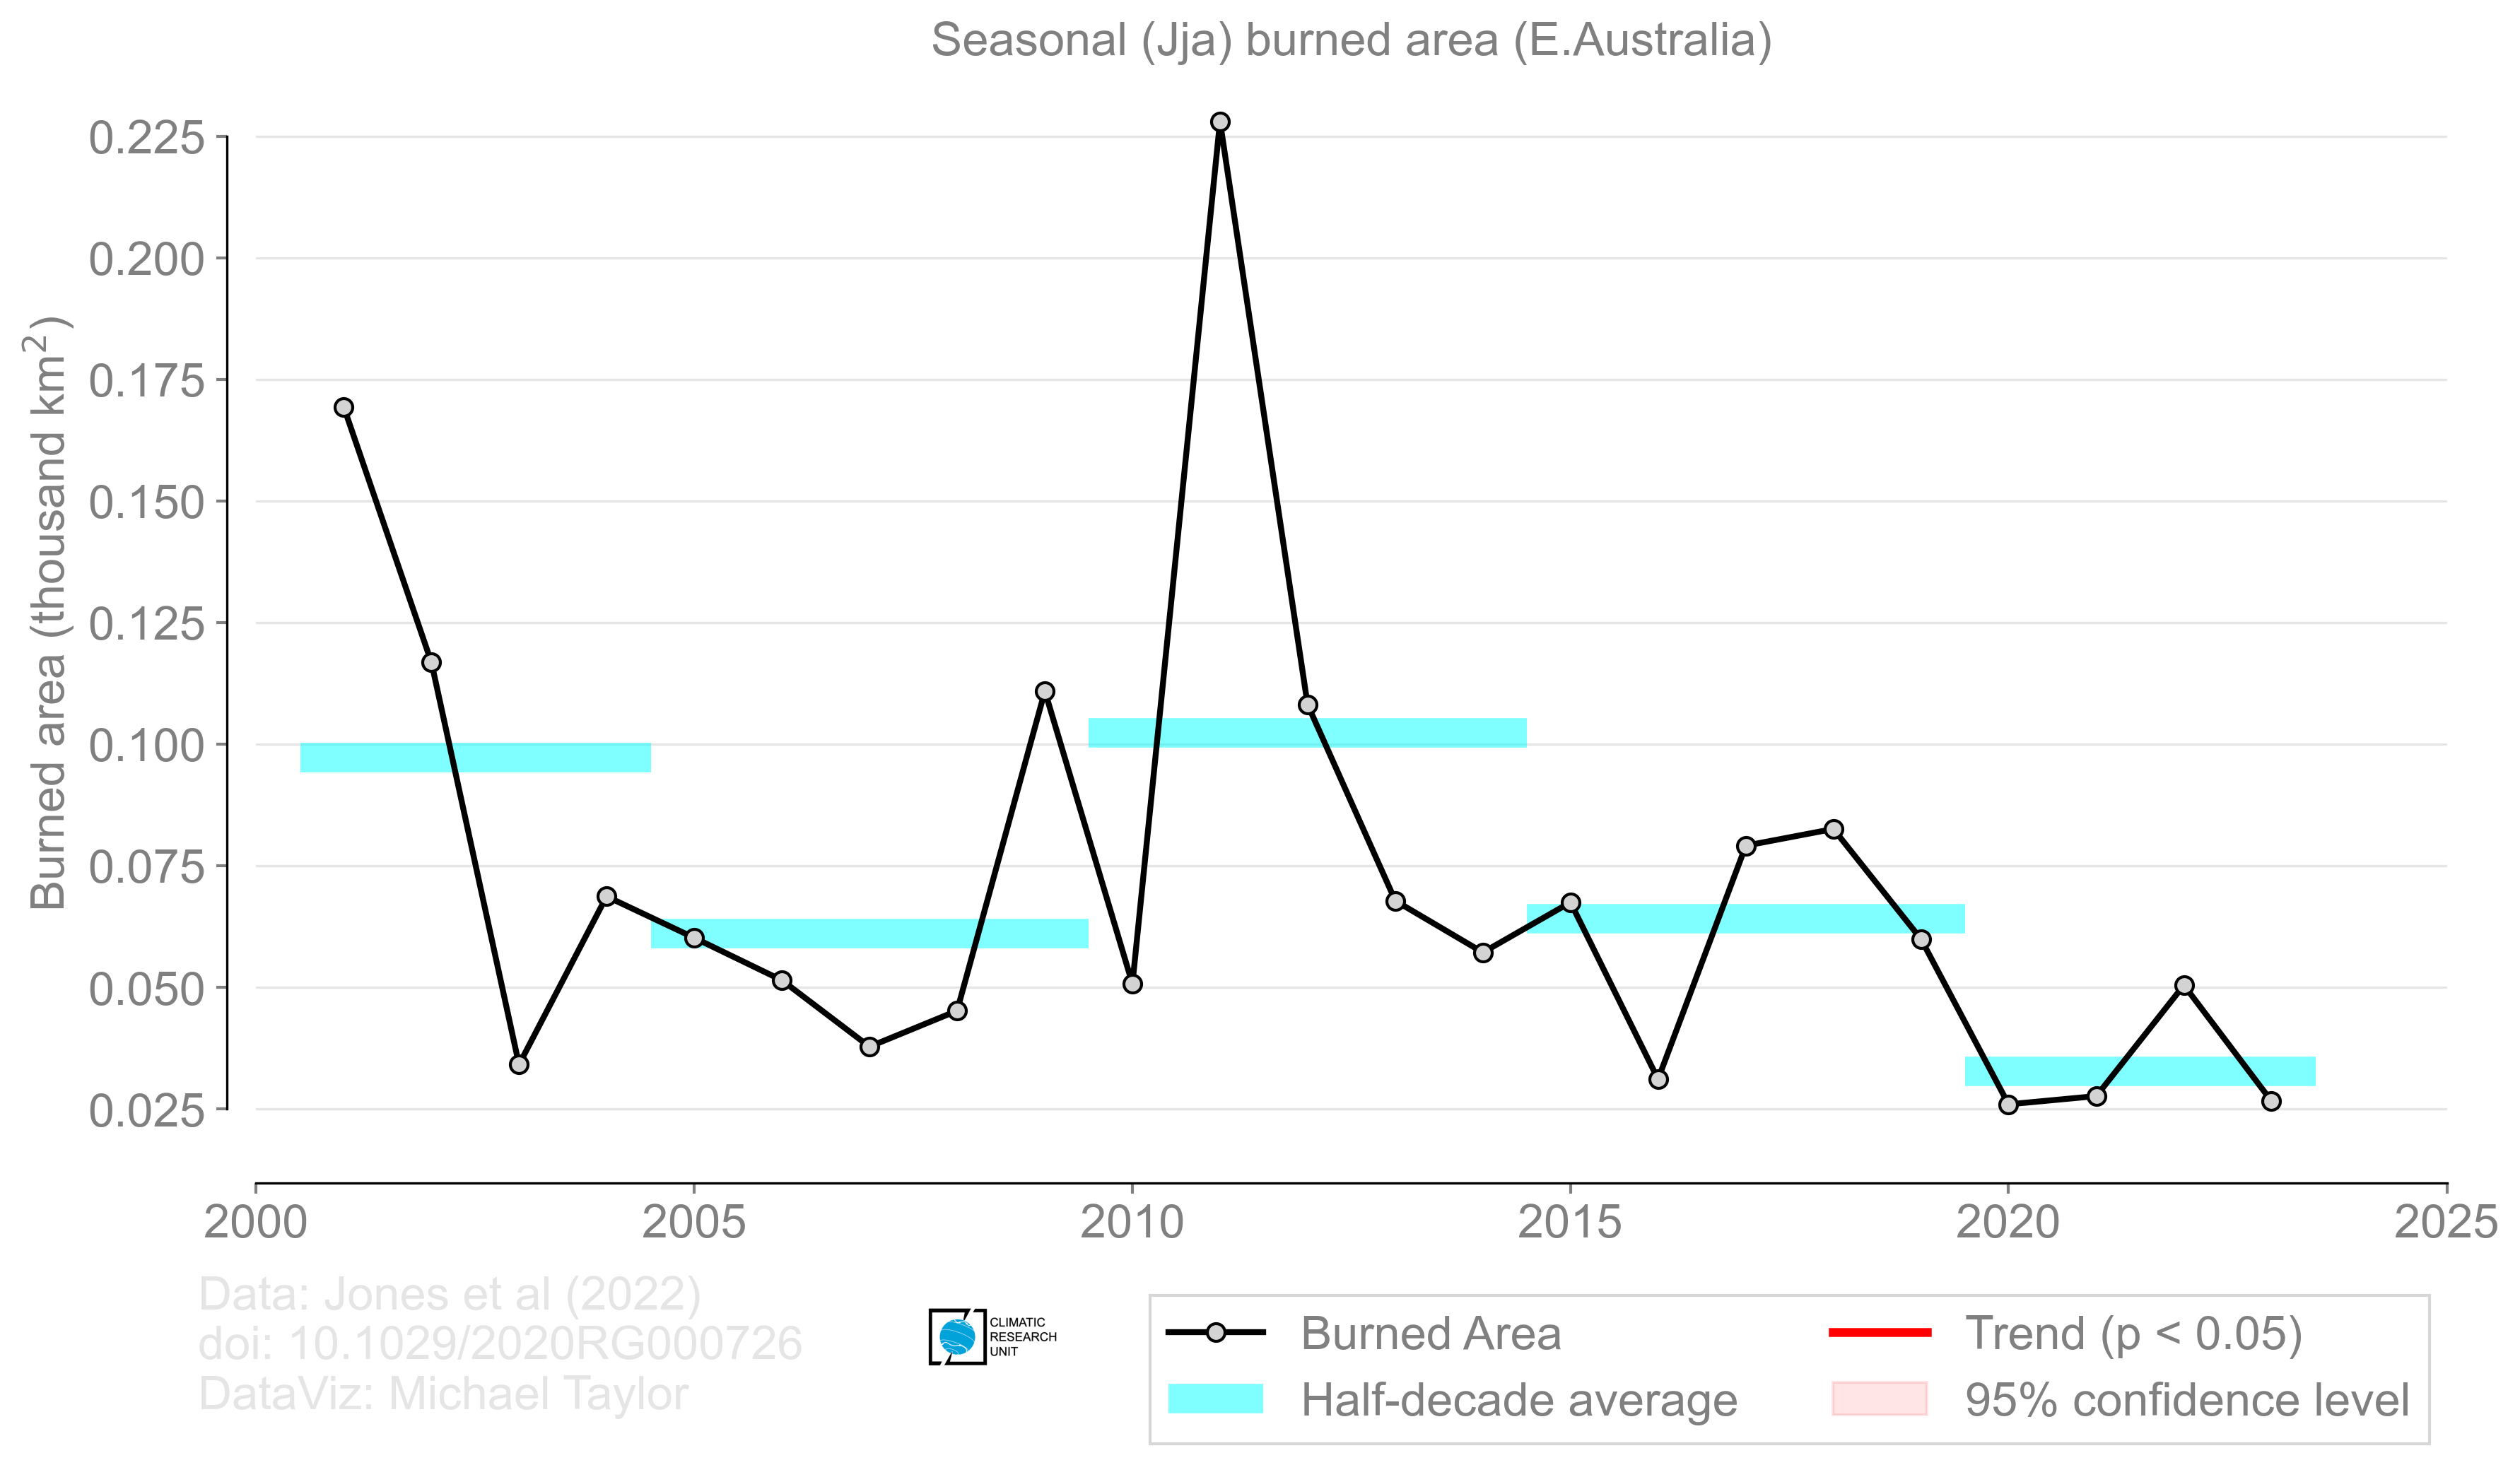 Seasonal (Jja) burned area (E.Australia)
Burned area (thousand km²)
0.225
0.200
0.175
0.150
0.125
0.100
0.075
0.050
0.025
2000 2005 2010 2015 2020 2025
Data: Jones et al (2022)
doi: 10.1029/2020RG000726
DataViz: Michael Taylor
CLIMATIC
RESEARCH
UNIT
Burned Area
Half-decade average
Trend (p < 0.05)
95% confidence level